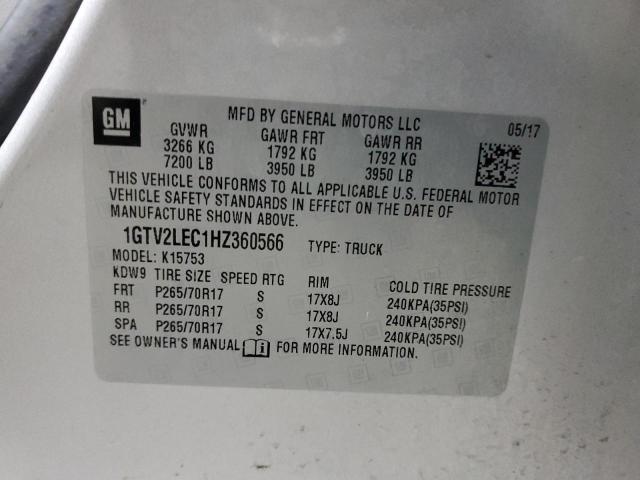 GM
MFD BY GENERAL MOTORS LLC 05/17
GVWR GAWR FRT GAWR RR
3266 KG 1792 KG 1792 KG
7200 LB 3950 LB 3950 LB
THIS VEHICLE CONFORMS TO ALL APPLICABLE U.S. FEDERAL MOTOR
VEHICLE SAFETY STANDARDS IN EFFECT ON THE DATE OF
MANUFACTURE SHOWN ABOVE.
1GTV2LEC1HZ360566 TYPE: TRUCK
MODEL: K15753
KDW9 TIRE SIZE SPEED RTG RIM COLD TIRE PRESSURE
FRT P265/70R17 S 17X8J 240KPA(35PSI)
RR P265/70R17 S 17X8J 240KPA(35PSI)
SPA P265/70R17 S 17X7.5J 240KPA(35PSI)
SEE OWNER'S MANUAL FOR MORE INFORMATION.